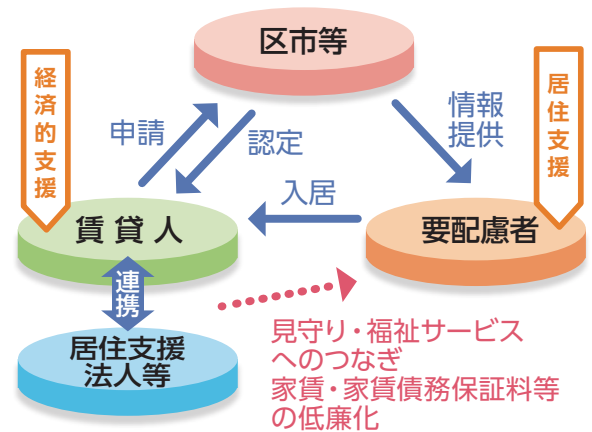 区市等
経済的支援
申請
認定
情報
提供
居住支援
入居
賃貸人
要配慮者
連携
居住支援
法人等
見守り・福祉サービス
へのつなぎ
家賃・家賃債務保証料等
の低廉化